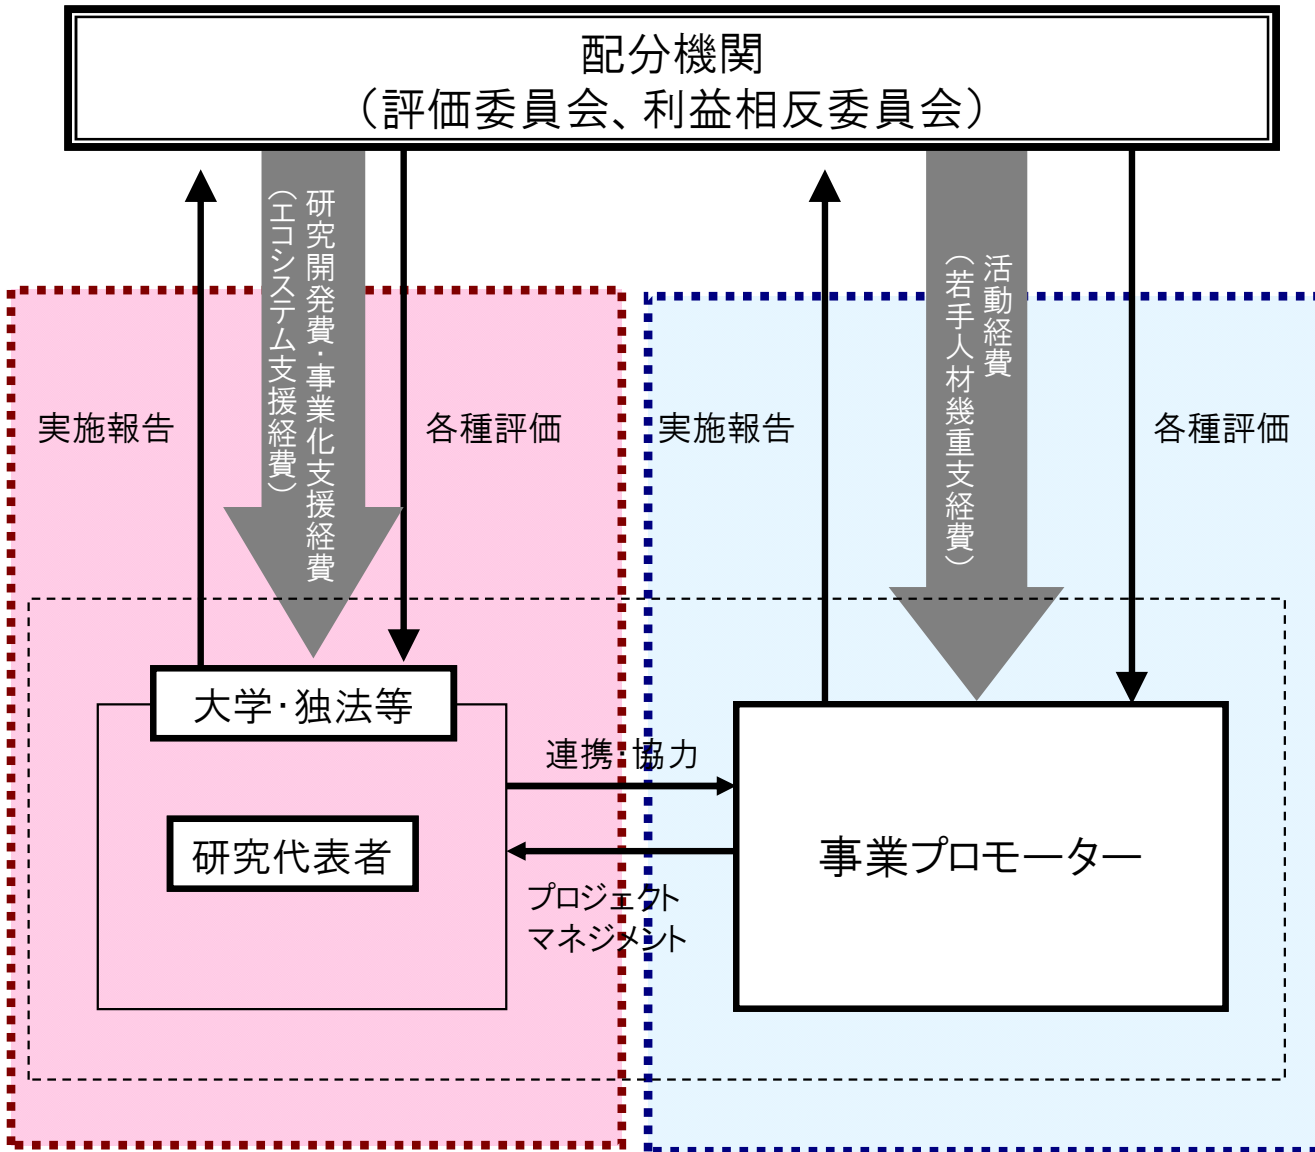 配分機関
（評価委員会、利益相反委員会）
研究開発費・事業化支援経費
（エコシステム支援経費）
活動経費
（若手人材幾重支経費）
実施報告
各種評価
実施報告
各種評価
大学・独法等
連携・協力
研究代表者
事業プロモーター
プロジェクト
マネジメント